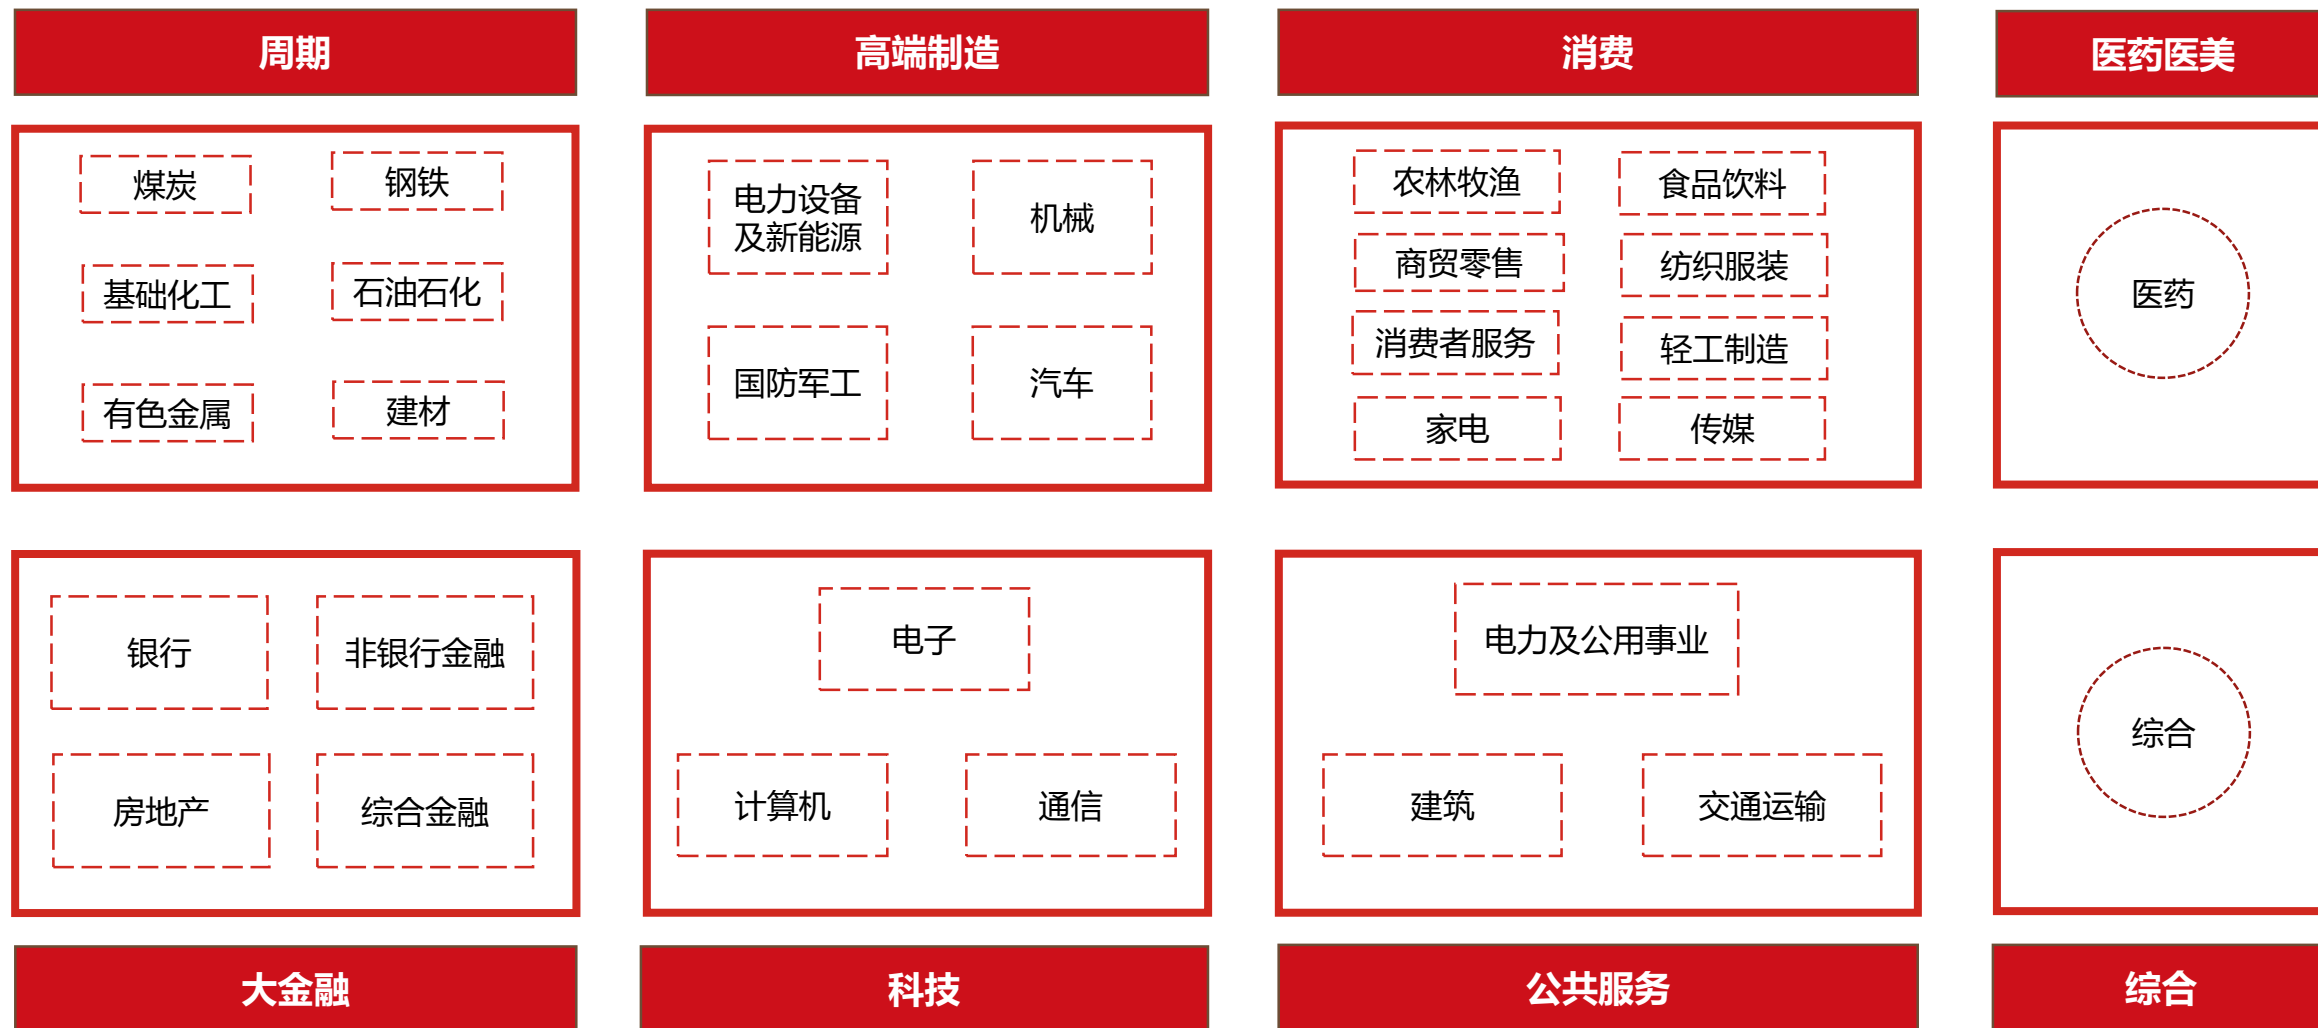 周期
高端制造
消费
医药医美
煤炭
钢铁
基础化工
石油石化
有色金属
建材
电力设备
及新能源
机械
国防军工
汽车
农林牧渔
食品饮料
商贸零售
纺织服装
消费者服务
轻工制造
家电
传媒
医药
银行
非银行金融
房地产
综合金融
电子
计算机
通信
电力及公用事业
建筑
交通运输
综合
大金融
科技
公共服务
综合